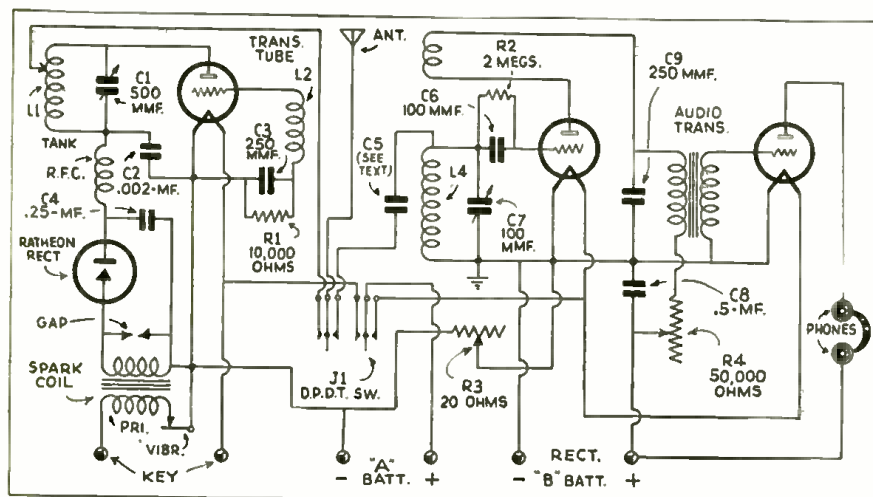 TRANS.
TUBE
L2
ANT.
R2
2 MEGS.
C9
250 MMF.
C1
500
MMF.
L1
TANK
C6
100 MMF.
AUDIO
TRANS.
C3
250
MMF.
C5
(SEE
TEXT)
L4
R.F.C.
C2
.002-MF.
C4
.25-MF.
R1
10,000
OHMS
C7
100
MMF.
RATHEON
RECT
C8
.5-MF.
GAP
PHONES
SPARK
COIL
J1
D.P.D.T. SW.
R3
20 OHMS
R4
50,000
OHMS
PRI.
VIBR.
KEY
"A"
- BATT. +
RECT.
- "B" BATT. +